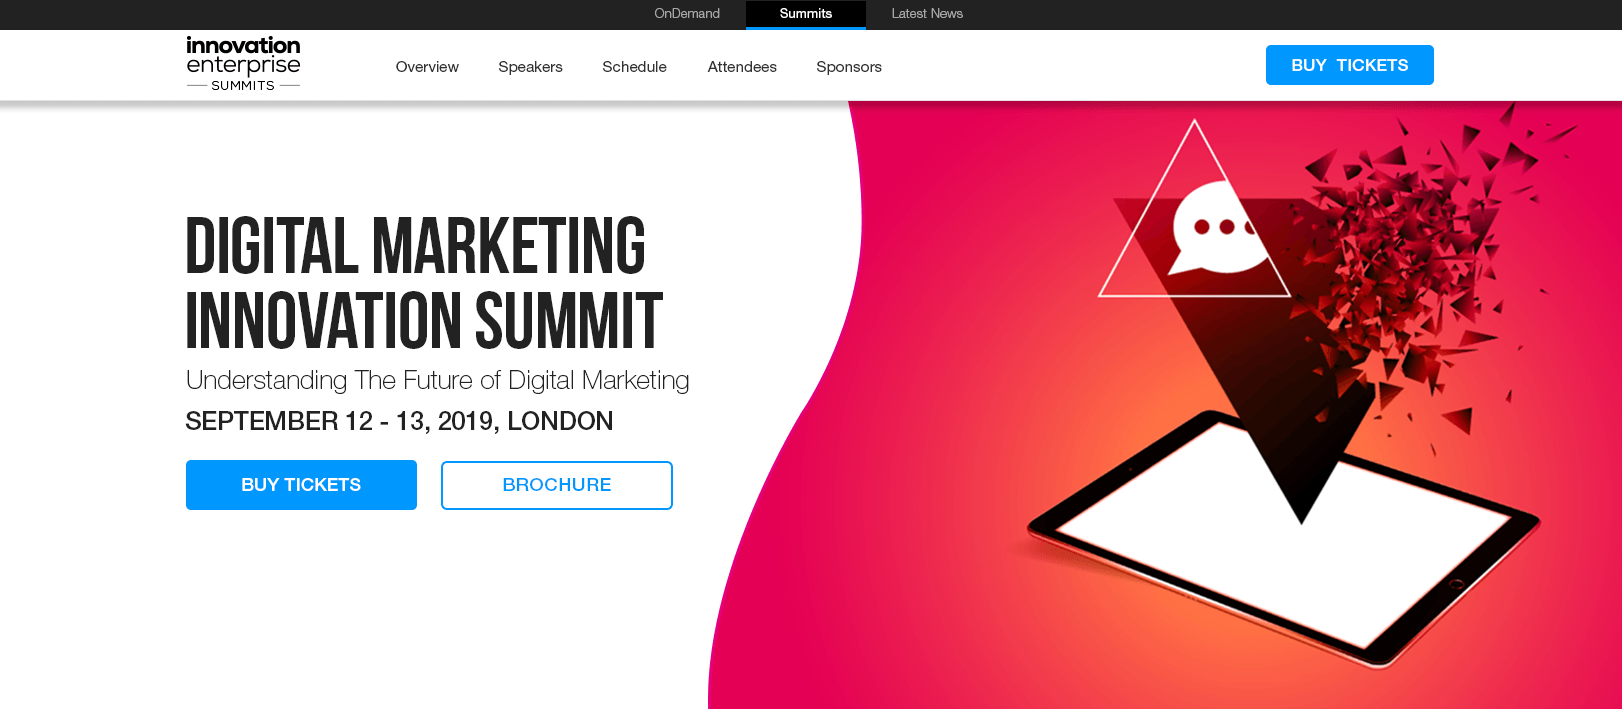 OnDemand Summits Latest News
innovation
enterprise
SUMMITS
Overview Speakers Schedule Attendees Sponsors
BUY TICKETS
DIGITAL MARKETING
INNOVATION SUMMIT
Understanding The Future of Digital Marketing
SEPTEMBER 12 - 13, 2019, LONDON
BUY TICKETS BROCHURE